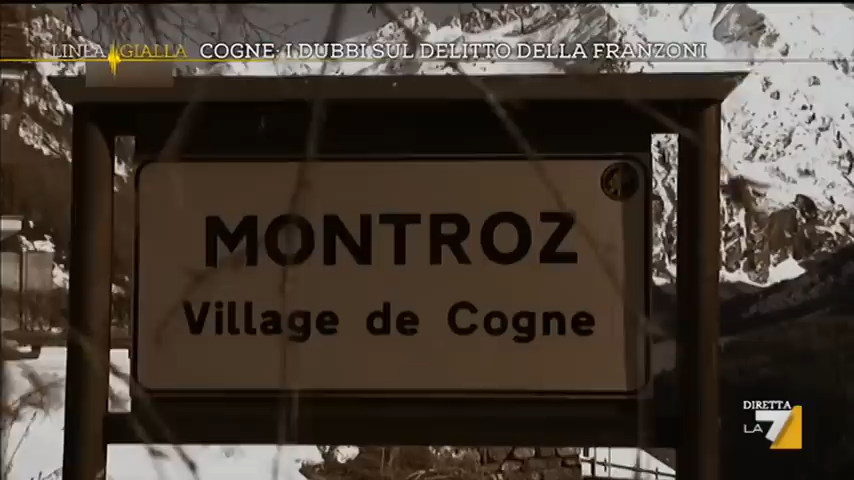 LINEA GIALLA COGNE: I DUBBI SUL DELITTO DELLA FRANZONI
MONTROZ
Village de Cogne
DIRETTA
LA7